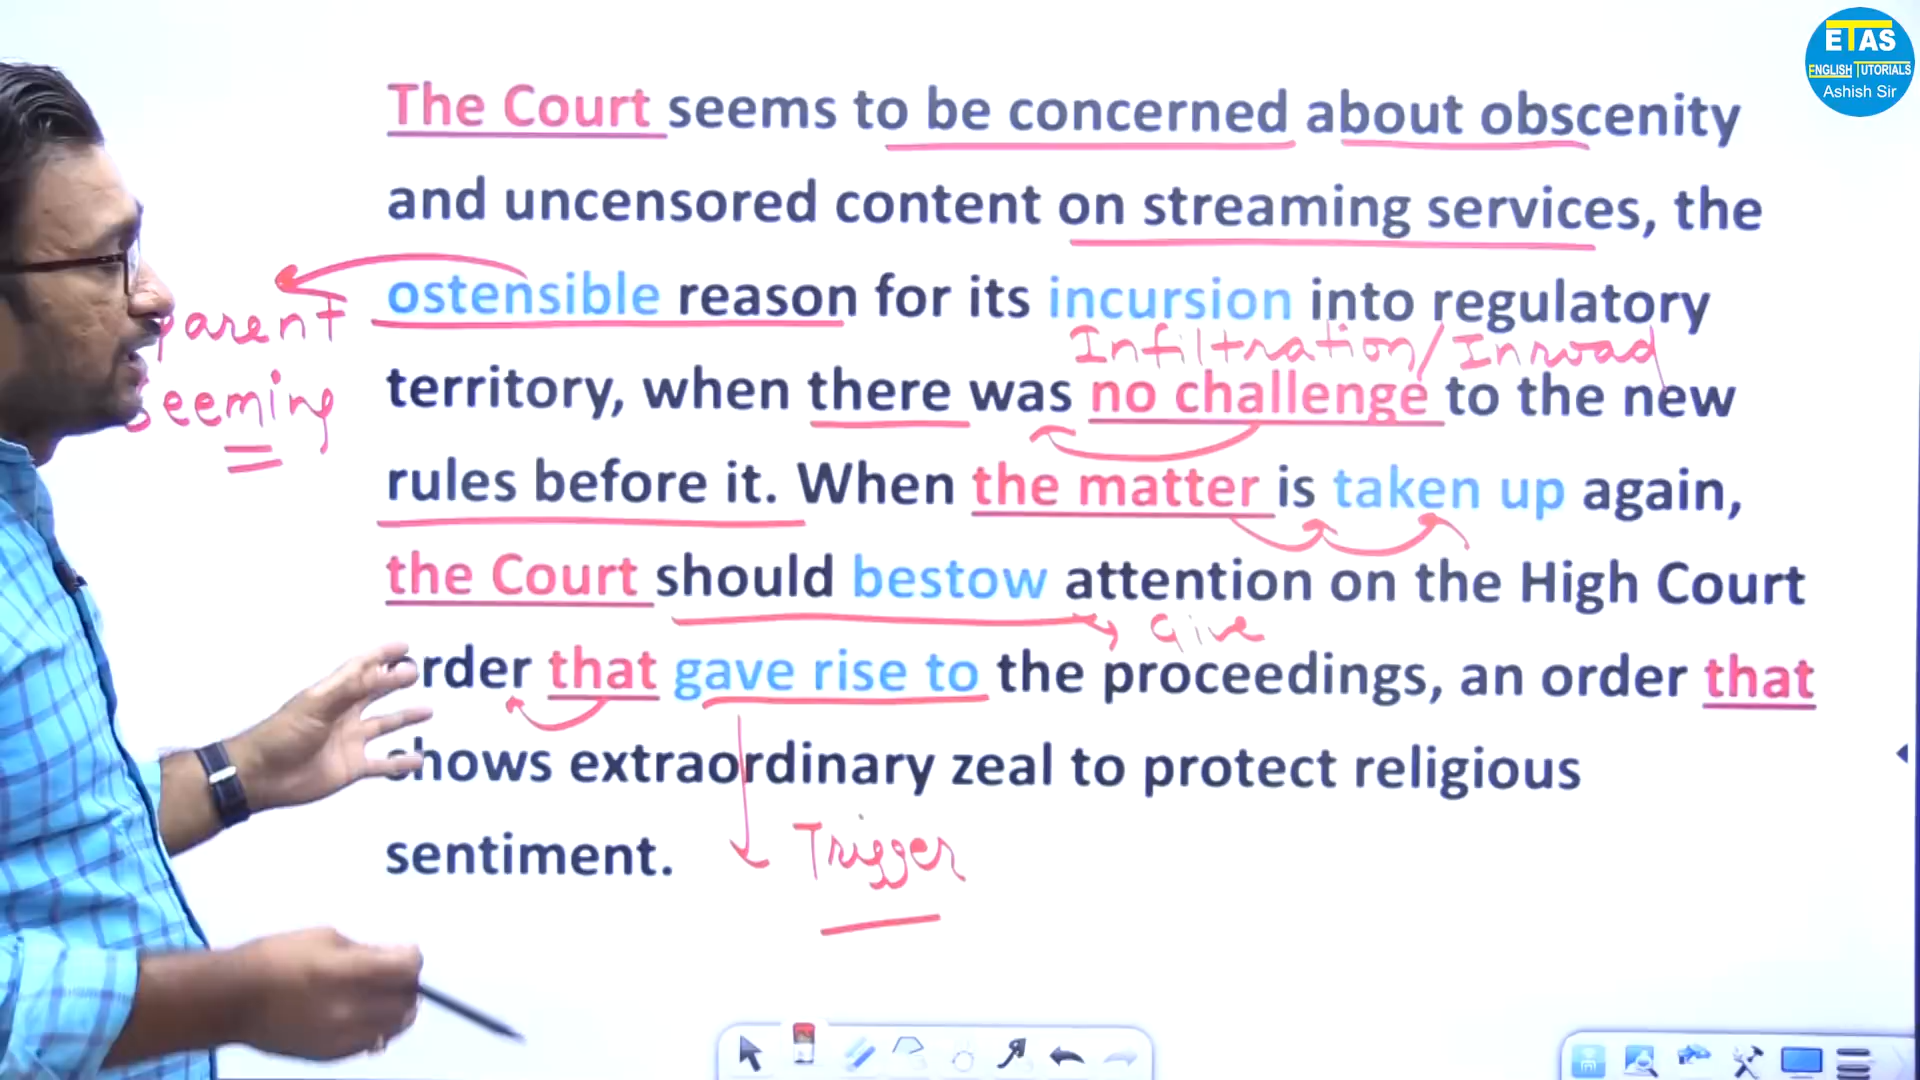 ETAS
ENGLISH TUTORIALS
Ashish Sir
The Court seems to be concerned about obscenity
and uncensored content on streaming services, the
ostensible reason for its incursion into regulatory
parent
Infiltration/Inroad
territory, when there was no challenge to the new
seeming
rules before it. When the matter is taken up again,
the Court should bestow attention on the High Court
Give
order that gave rise to the proceedings, an order that
shows extraordinary zeal to protect religious
Trigger
sentiment.